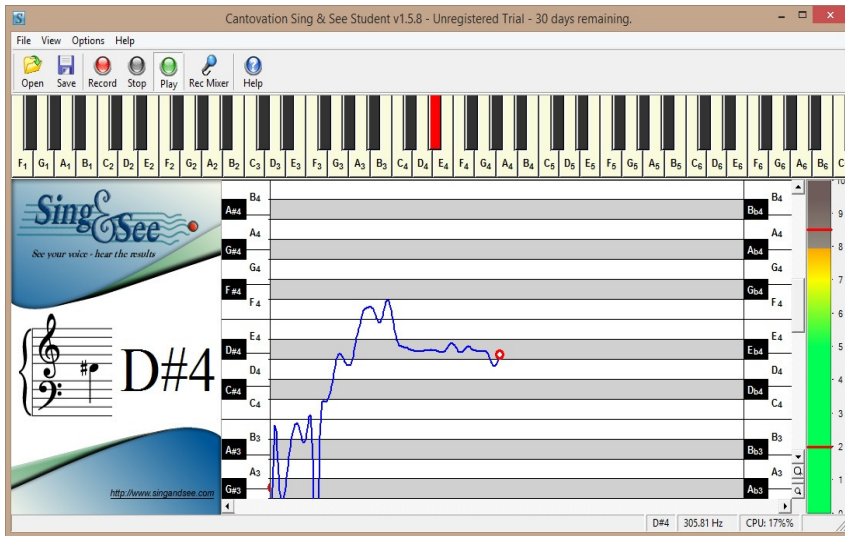 S
Cantovation Sing & See Student v1.5.8 - Unregistered Trial - 30 days remaining.
File View Options Help
Open Save Record Stop Play Rec Mixer Help
F1 G1 A1 B1 C2 D2 E2 F2 G2 A2 B2 C3 D3 E3 F3 G3 A3 B3 C4 D4 E4 F4 G4 A4 B4 C5 D5 E5 F5 G5 A5 B5 C6 D6 E6 F6 G6 A6 B6 C
Sing & See
See your voice - hear the results
D#4
http://www.singandsee.com
B4 B4 10
A#4 Bb4 9
A4 A4
G#4 Ab4 8
G4 G4 7
F#4 Gb4
F4 F4 6
E4 E4
D#4 Eb4 5
D4 D4
C#4 Db4 4
C4 C4 3
B3 B3
A#3 Bb3 2
A3 A3 1
G#3 Ab3 0
D#4 305.81 Hz CPU: 17%%